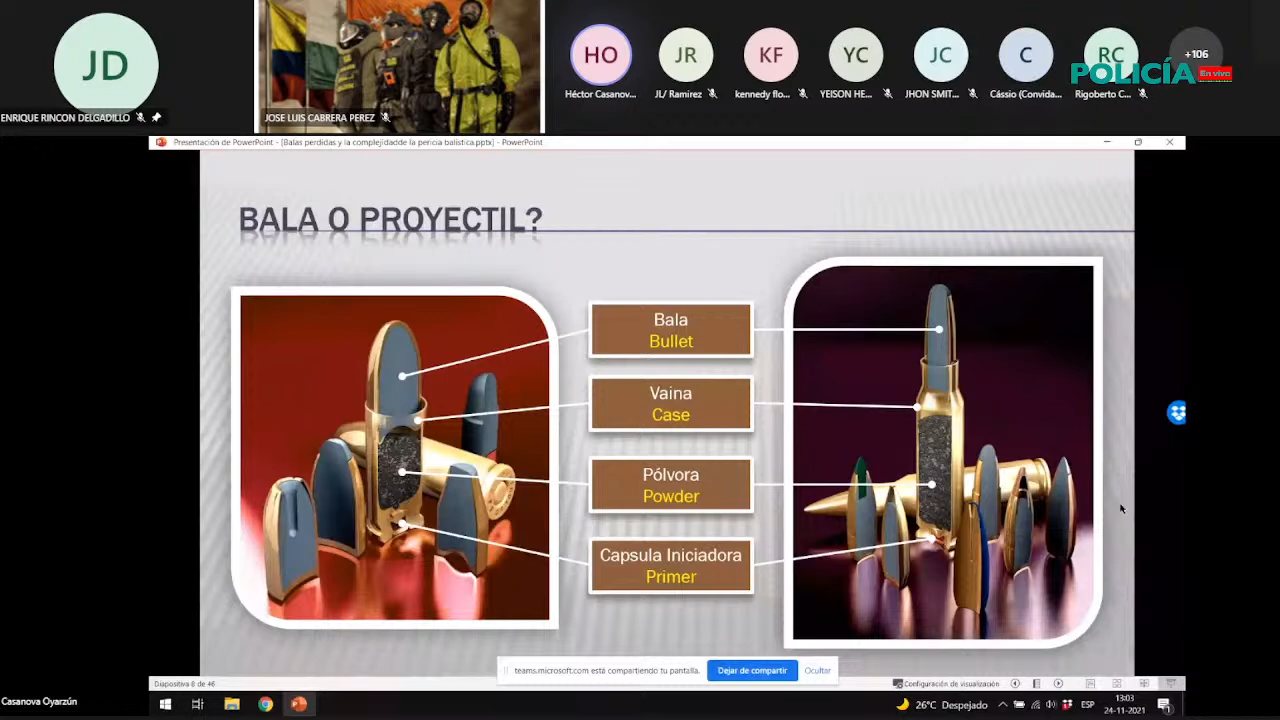 JD
HO
JR
KF
YC
JC
C
RC
+106
POLICÍA En vivo
ENRIQUE RINCON DELGADILLO
JOSE LUIS CABRERA PEREZ
Héctor Casanov...
JL/ Ramirez
kennedy flo...
YEISON HE...
JHON SMIT...
Cássio (Convida...
Rigoberto C...
Presentación de PowerPoint - [Balas perdidas y la complejidadde la pericia balística.pptx] - PowerPoint
BALA O PROYECTIL?
Bala
Bullet
Vaina
Case
Pólvora
Powder
Capsula Iniciadora
Primer
teams.microsoft.com está compartiendo tu pantalla.
Dejar de compartir
Ocultar
Diapositiva 8 de 46
Configuración de visualización
Casanova Oyarzún
26°C Despejado
ESP
13:03
24-11-2021